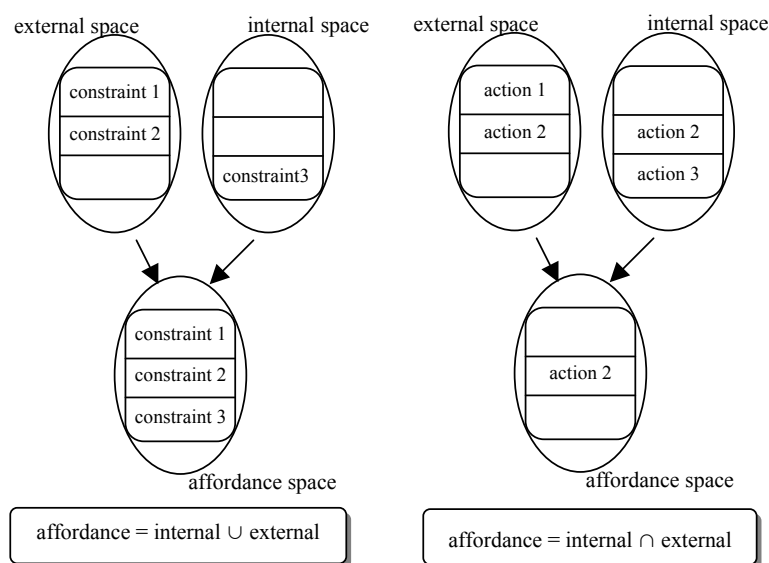 external space
internal space
constraint 1
constraint 2
constraint3
constraint 1
constraint 2
constraint 3
affordance space
affordance = internal ∪ external
external space
internal space
action 1
action 2
action 2
action 3
action 2
affordance space
affordance = internal ∩ external